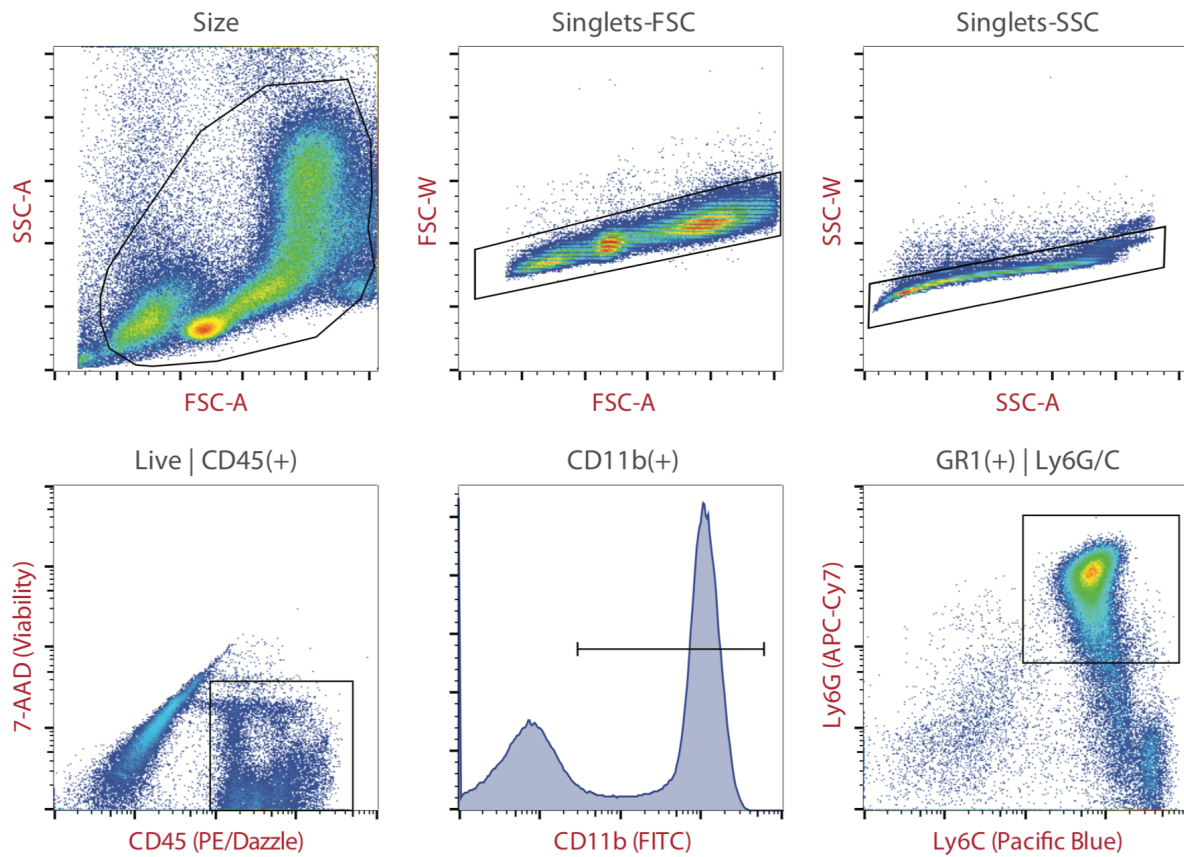 Size
Singlets-FSC
Singlets-SSC
SSC-A
FSC-A
FSC-W
FSC-A
SSC-W
SSC-A
Live | CD45(+)
CD11b(+)
GR1(+) | Ly6G/C
7-AAD (Viability)
CD45 (PE/Dazzle)
CD11b (FITC)
Ly6G (APC-Cy7)
Ly6C (Pacific Blue)